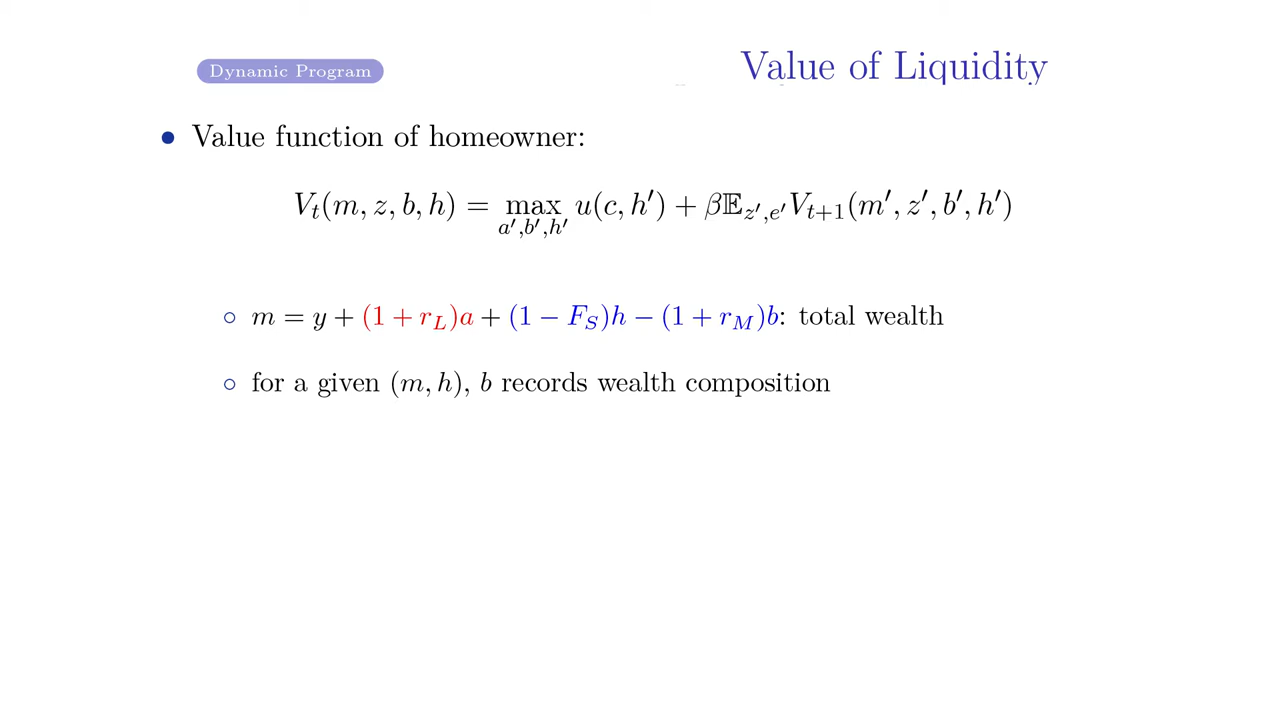 Dynamic Program
Value of Liquidity
• Value function of homeowner:
V_t(m, z, b, h) = max_{a′,b′,h′} u(c, h′) + β𝔼_{z′,e′}V_{t+1}(m′, z′, b′, h′)
◦ m = y + (1 + r_L)a + (1 − F_S)h − (1 + r_M)b: total wealth
◦ for a given (m, h), b records wealth composition